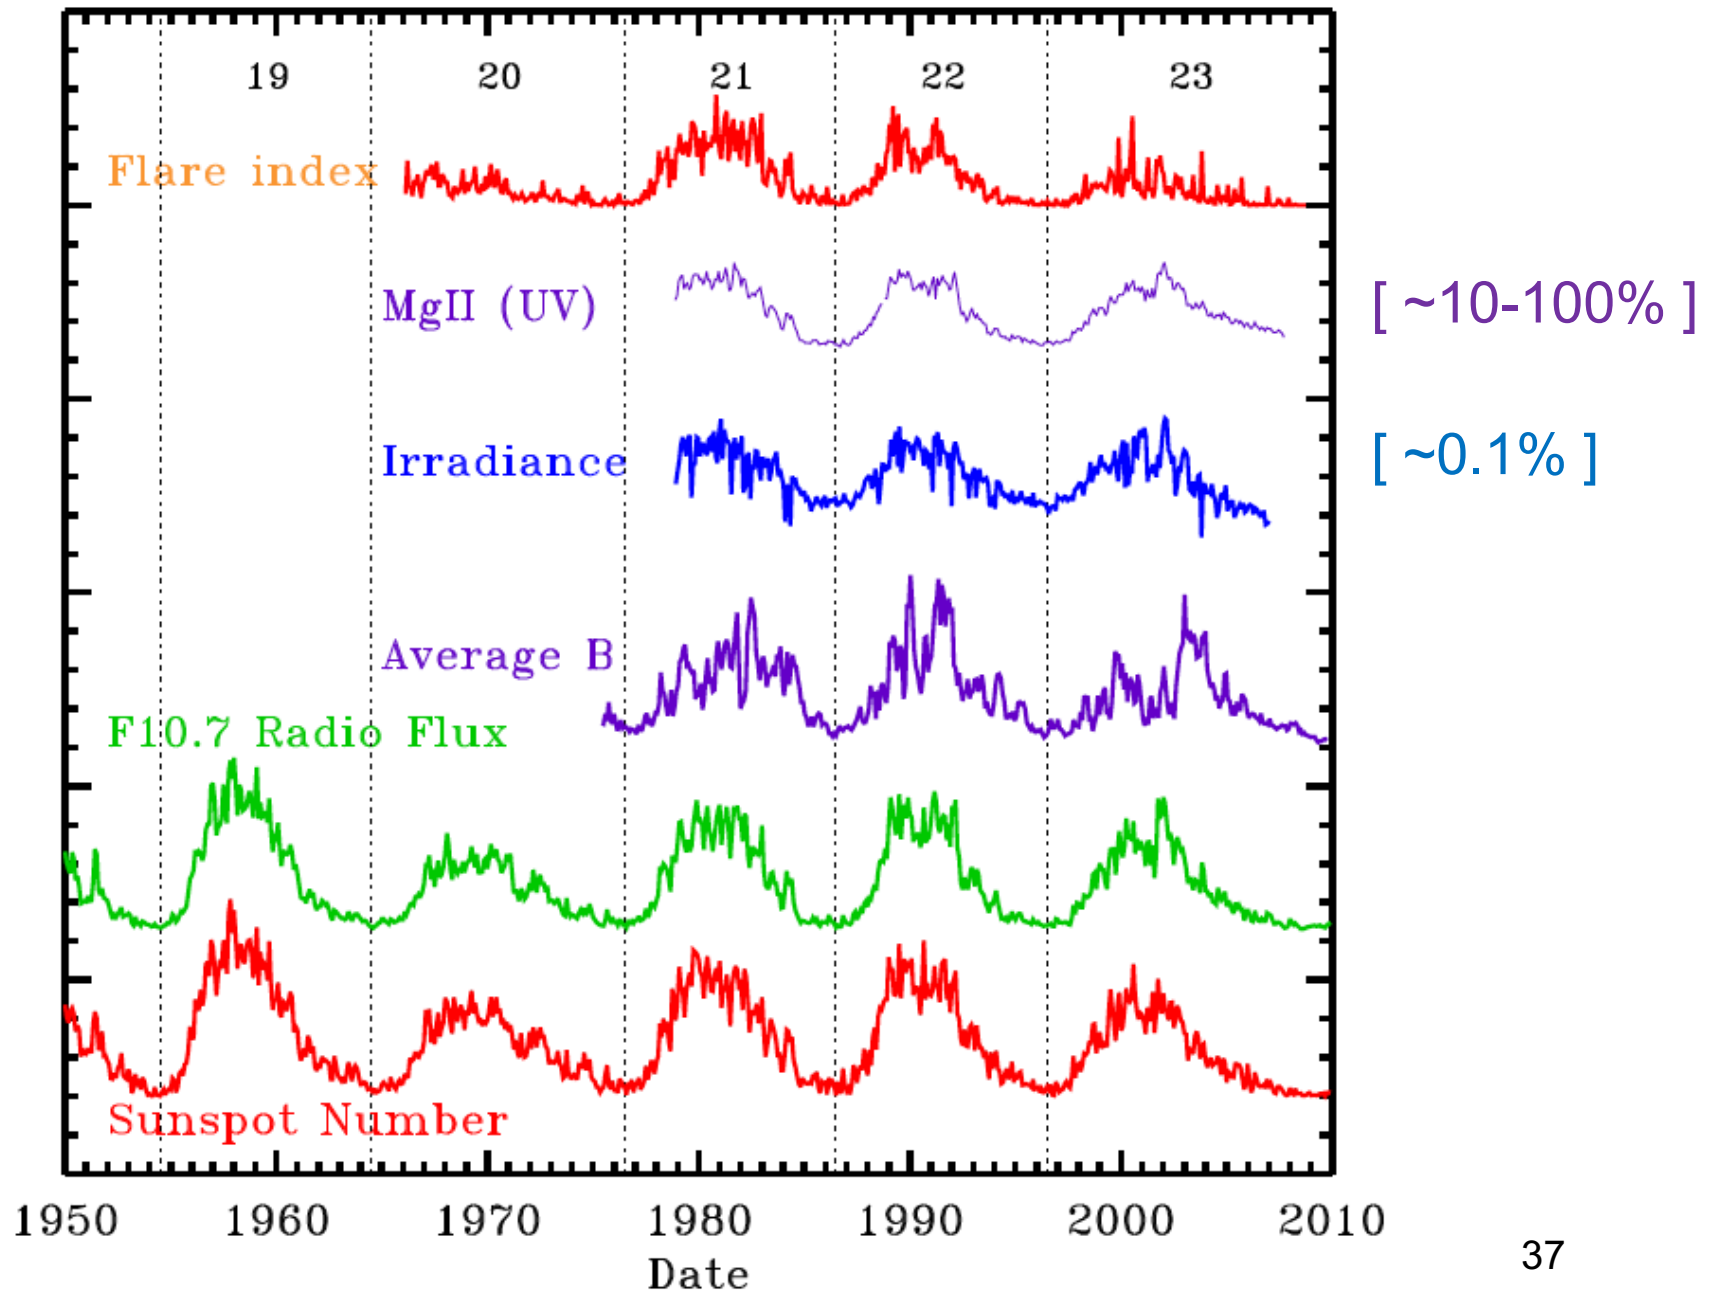 19 20 21 22 23
Flare index
MgII (UV) [ ~10-100% ]
Irradiance [ ~0.1% ]
Average B
F10.7 Radio Flux
Sunspot Number
1950 1960 1970 1980 1990 2000 2010
Date
37